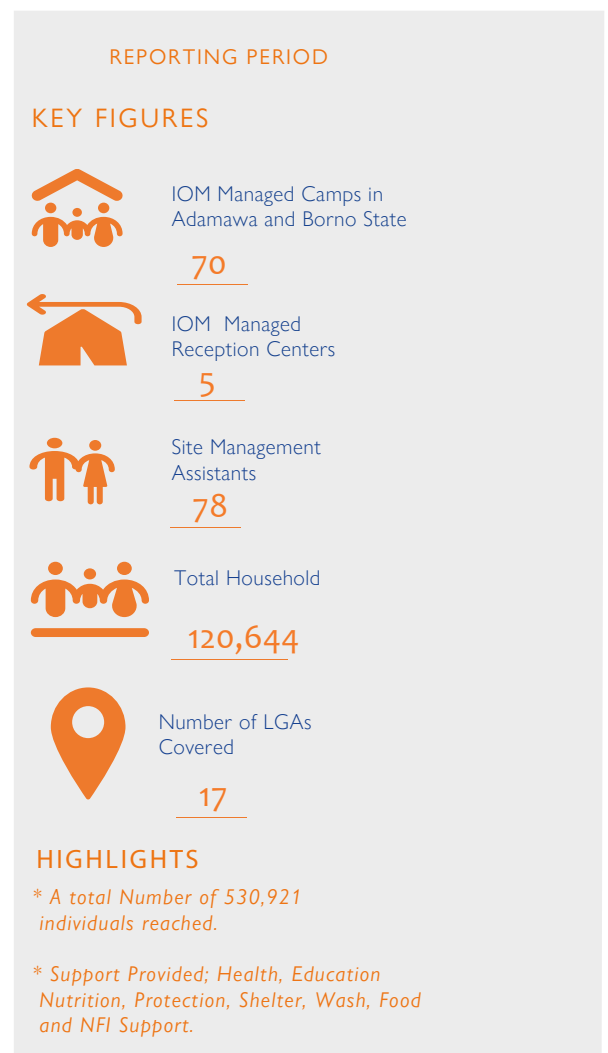 REPORTING PERIOD
KEY FIGURES
IOM Managed Camps in
Adamawa and Borno State
70
IOM Managed
Reception Centers
5
Site Management
Assistants
78
Total Household
120,644
Number of LGAs
Covered
17
HIGHLIGHTS
* A total Number of 530,921
individuals reached.
* Support Provided; Health, Education
Nutrition, Protection, Shelter, Wash, Food
and NFI Support.